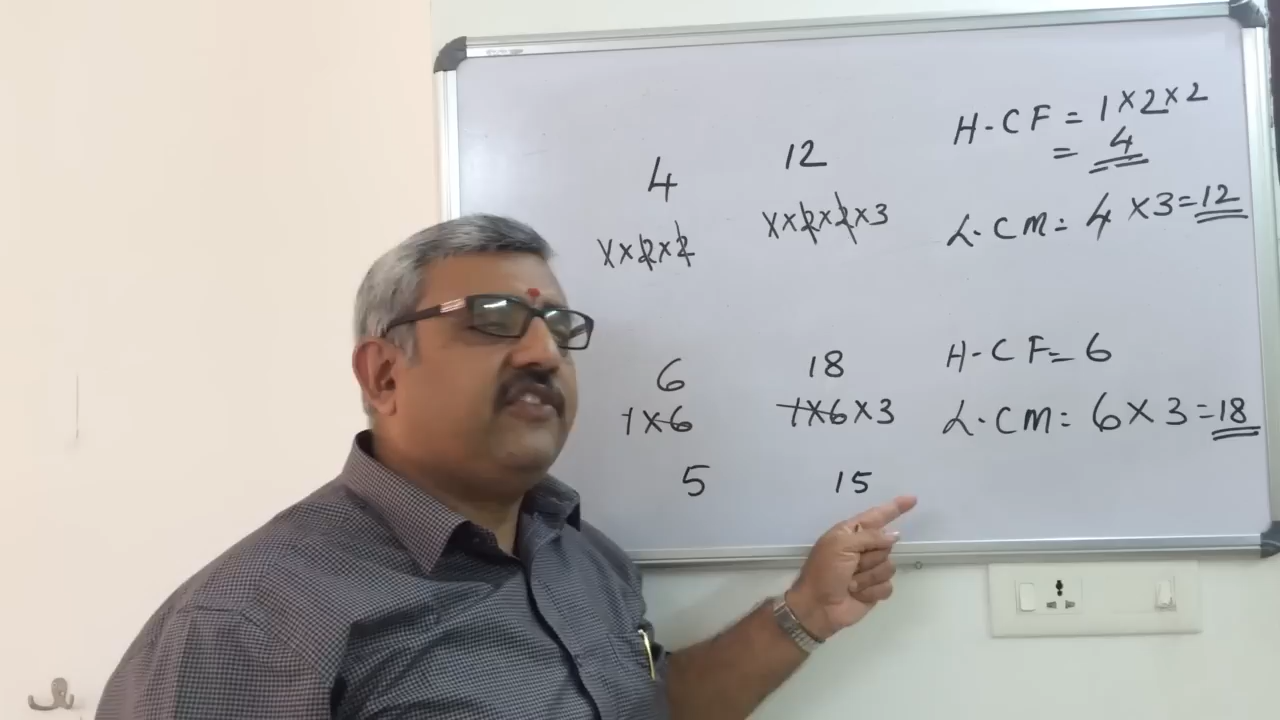 4 12 H-CF = 1×2×2
= 4
1×2×2 1×2×2×3 L.CM = 4×3=12
6 18 H-CF= 6
1×6 1×6×3 L.CM = 6×3=18
5 15